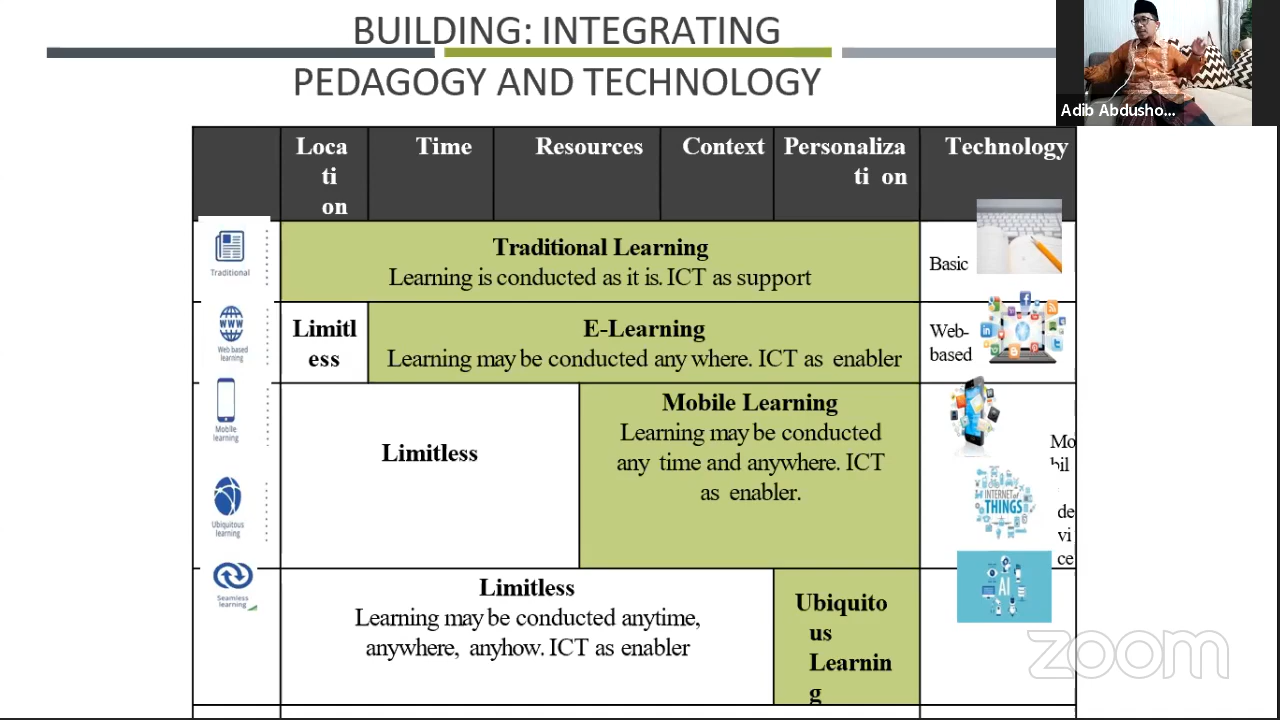 BUILDING: INTEGRATING
PEDAGOGY AND TECHNOLOGY
Adib Abdusho...
Loca
ti
on
Time
Resources
Context
Personaliza
ti on
Technology
Traditional
Traditional Learning
Learning is conducted as it is. ICT as support
Basic
WWW
Web based
learning
Limitl
ess
E-Learning
Learning may be conducted any where. ICT as enabler
Web-
based
Mobile
learning
Limitless
Mobile Learning
Learning may be conducted
any time and anywhere. ICT
as enabler.
Mo
bil
de
vi
ce
Ubiquitous
learning
INTERNET of
THINGS
Seamless
learning
Limitless
Learning may be conducted anytime,
anywhere, anyhow. ICT as enabler
Ubiquito
us
Learnin
g
AI
zoom